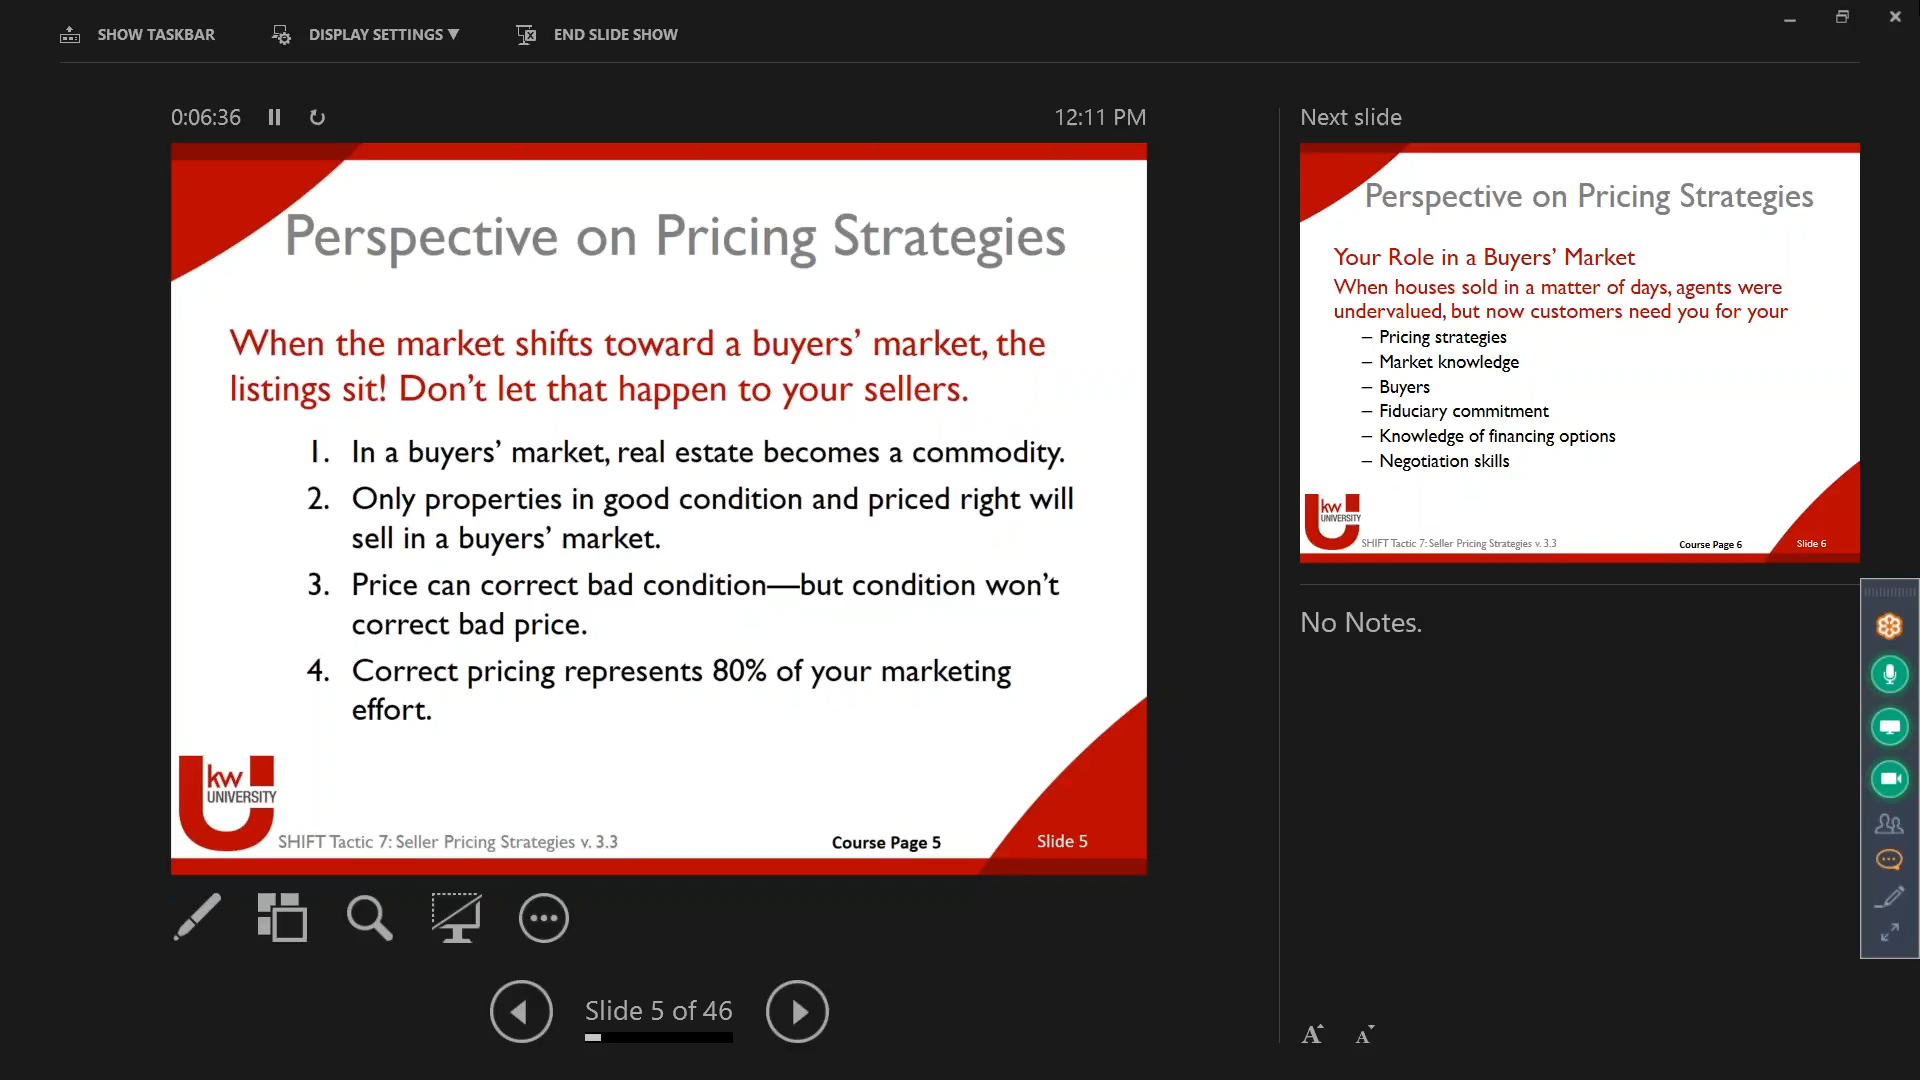 SHOW TASKBAR
DISPLAY SETTINGS ▼
END SLIDE SHOW
0:06:36
12:11 PM
Perspective on Pricing Strategies
When the market shifts toward a buyers’ market, the
listings sit! Don’t let that happen to your sellers.
1. In a buyers’ market, real estate becomes a commodity.
2. Only properties in good condition and priced right will
sell in a buyers’ market.
3. Price can correct bad condition—but condition won’t
correct bad price.
4. Correct pricing represents 80% of your marketing
effort.
kw
UNIVERSITY
SHIFT Tactic 7: Seller Pricing Strategies v. 3.3
Course Page 5
Slide 5
Slide 5 of 46
Next slide
Perspective on Pricing Strategies
Your Role in a Buyers’ Market
When houses sold in a matter of days, agents were
undervalued, but now customers need you for your
– Pricing strategies
– Market knowledge
– Buyers
– Fiduciary commitment
– Knowledge of financing options
– Negotiation skills
kw
UNIVERSITY
SHIFT Tactic 7: Seller Pricing Strategies v. 3.3
Course Page 6
Slide 6
No Notes.
A
A